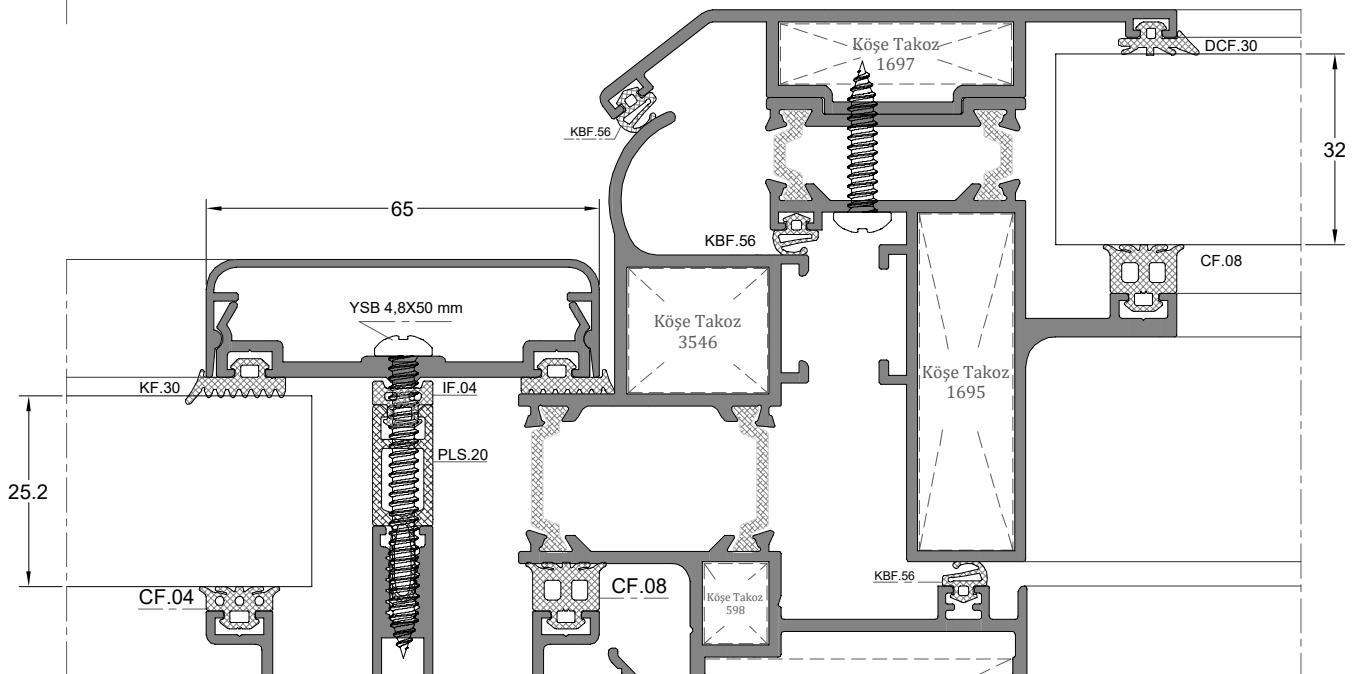 Köşe Takoz
1697
DCF.30
KBF.56
32
65
KBF.56
CF.08
YSB 4,8X50 mm
Köşe Takoz
3546
Köşe Takoz
1695
KF.30
IF.04
PLS.20
25.2
KBF.56
CF.04
CF.08
Köşe Takoz
598